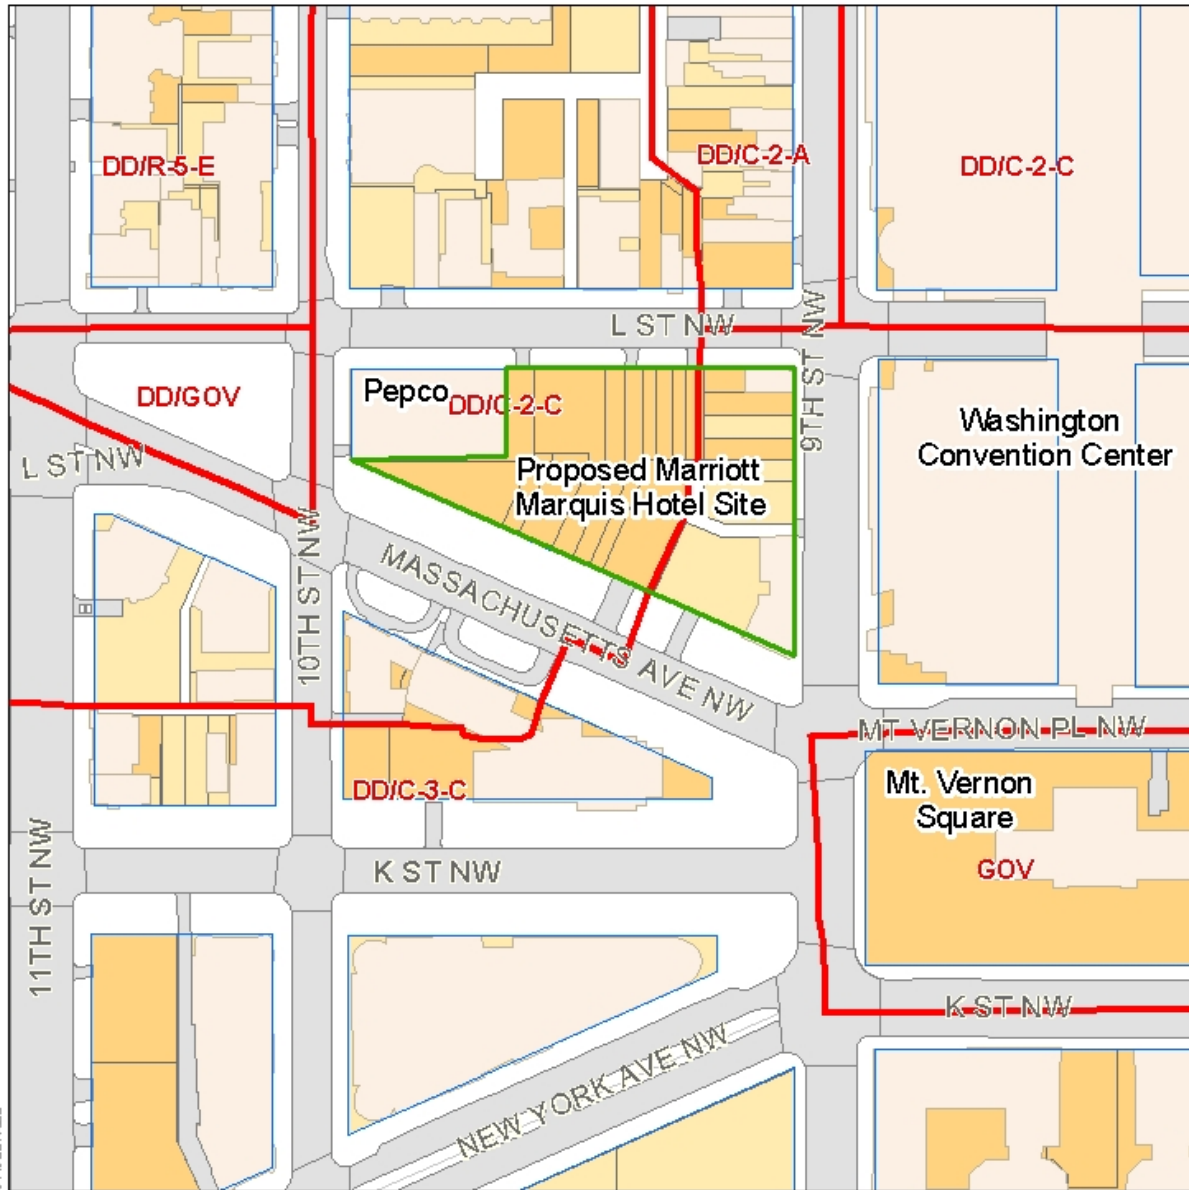 DD/R-5-E
DD/C-2-A
DD/C-2-C
L ST NW
9TH ST NW
DD/GOV
Pepco
DD/C-2-C
L ST NW
Washington
Convention Center
Proposed Marriott
Marquis Hotel Site
10TH ST NW
MASSACHUSETTS AVE NW
MT VERNON PL NW
Mt. Vernon
Square
DD/C-3-C
GOV
K ST NW
11TH ST NW
K ST NW
NEW YORK AVE NW